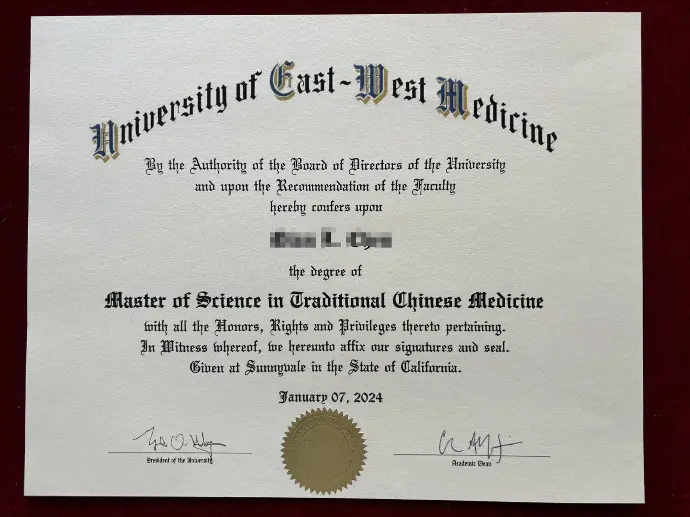 University of East-West Medicine
By the Authority of the Board of Directors of the University
and upon the Recommendation of the Faculty
hereby confers upon
the degree of
Master of Science in Traditional Chinese Medicine
with all the Honors, Rights and Privileges thereto pertaining.
In Witness whereof, we hereunto affix our signatures and seal.
Given at Sunnyvale in the State of California.
January 07, 2024
President of the University
Academic Dean